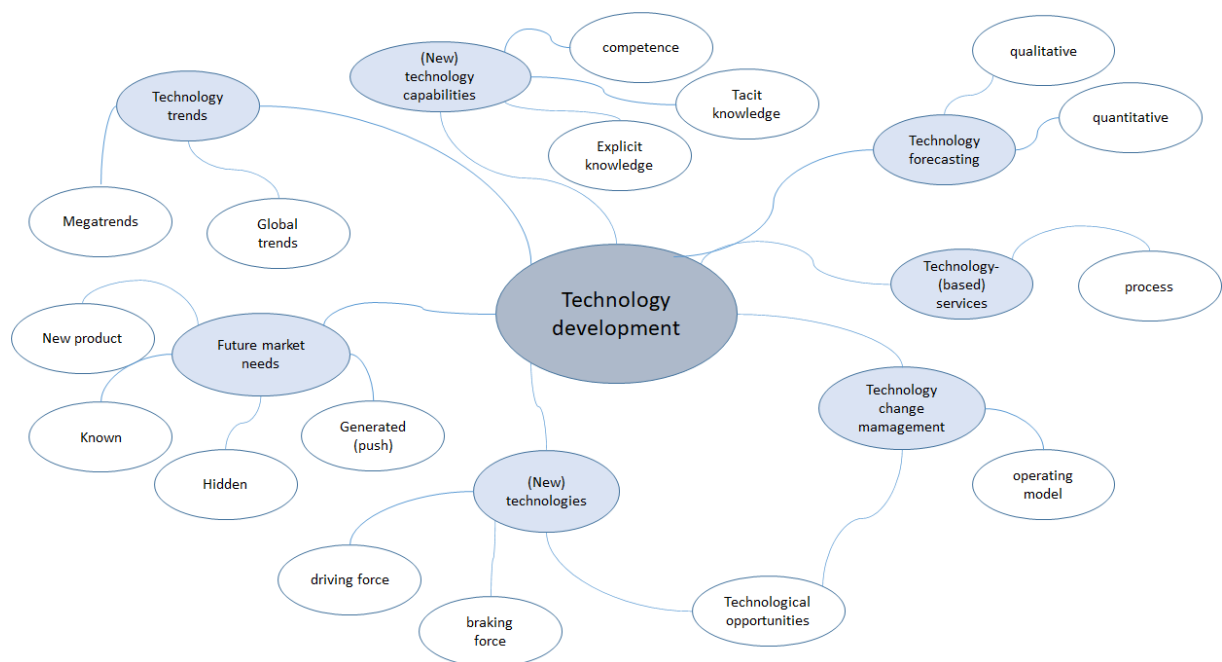 (New)
technology
capabilities
competence
Tacit
knowledge
Explicit
knowledge
qualitative
quantitative
Technology
forecasting
Technology
trends
Megatrends
Global
trends
Technology
development
Technology-
(based)
services
process
New product
Future market
needs
Known
Hidden
Generated
(push)
Technology
change
mamagement
operating
model
(New)
technologies
driving force
braking
force
Technological
opportunities